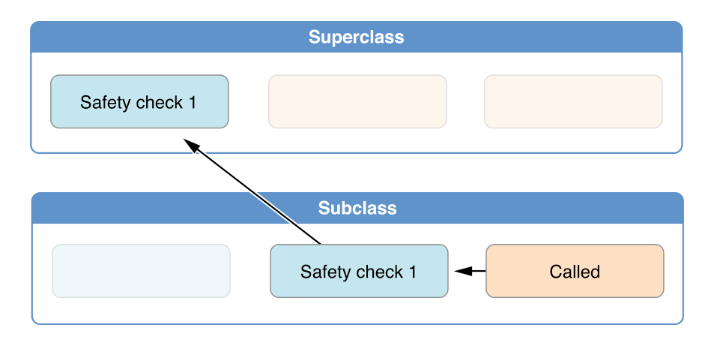 Superclass
Safety check 1
Subclass
Safety check 1
Called